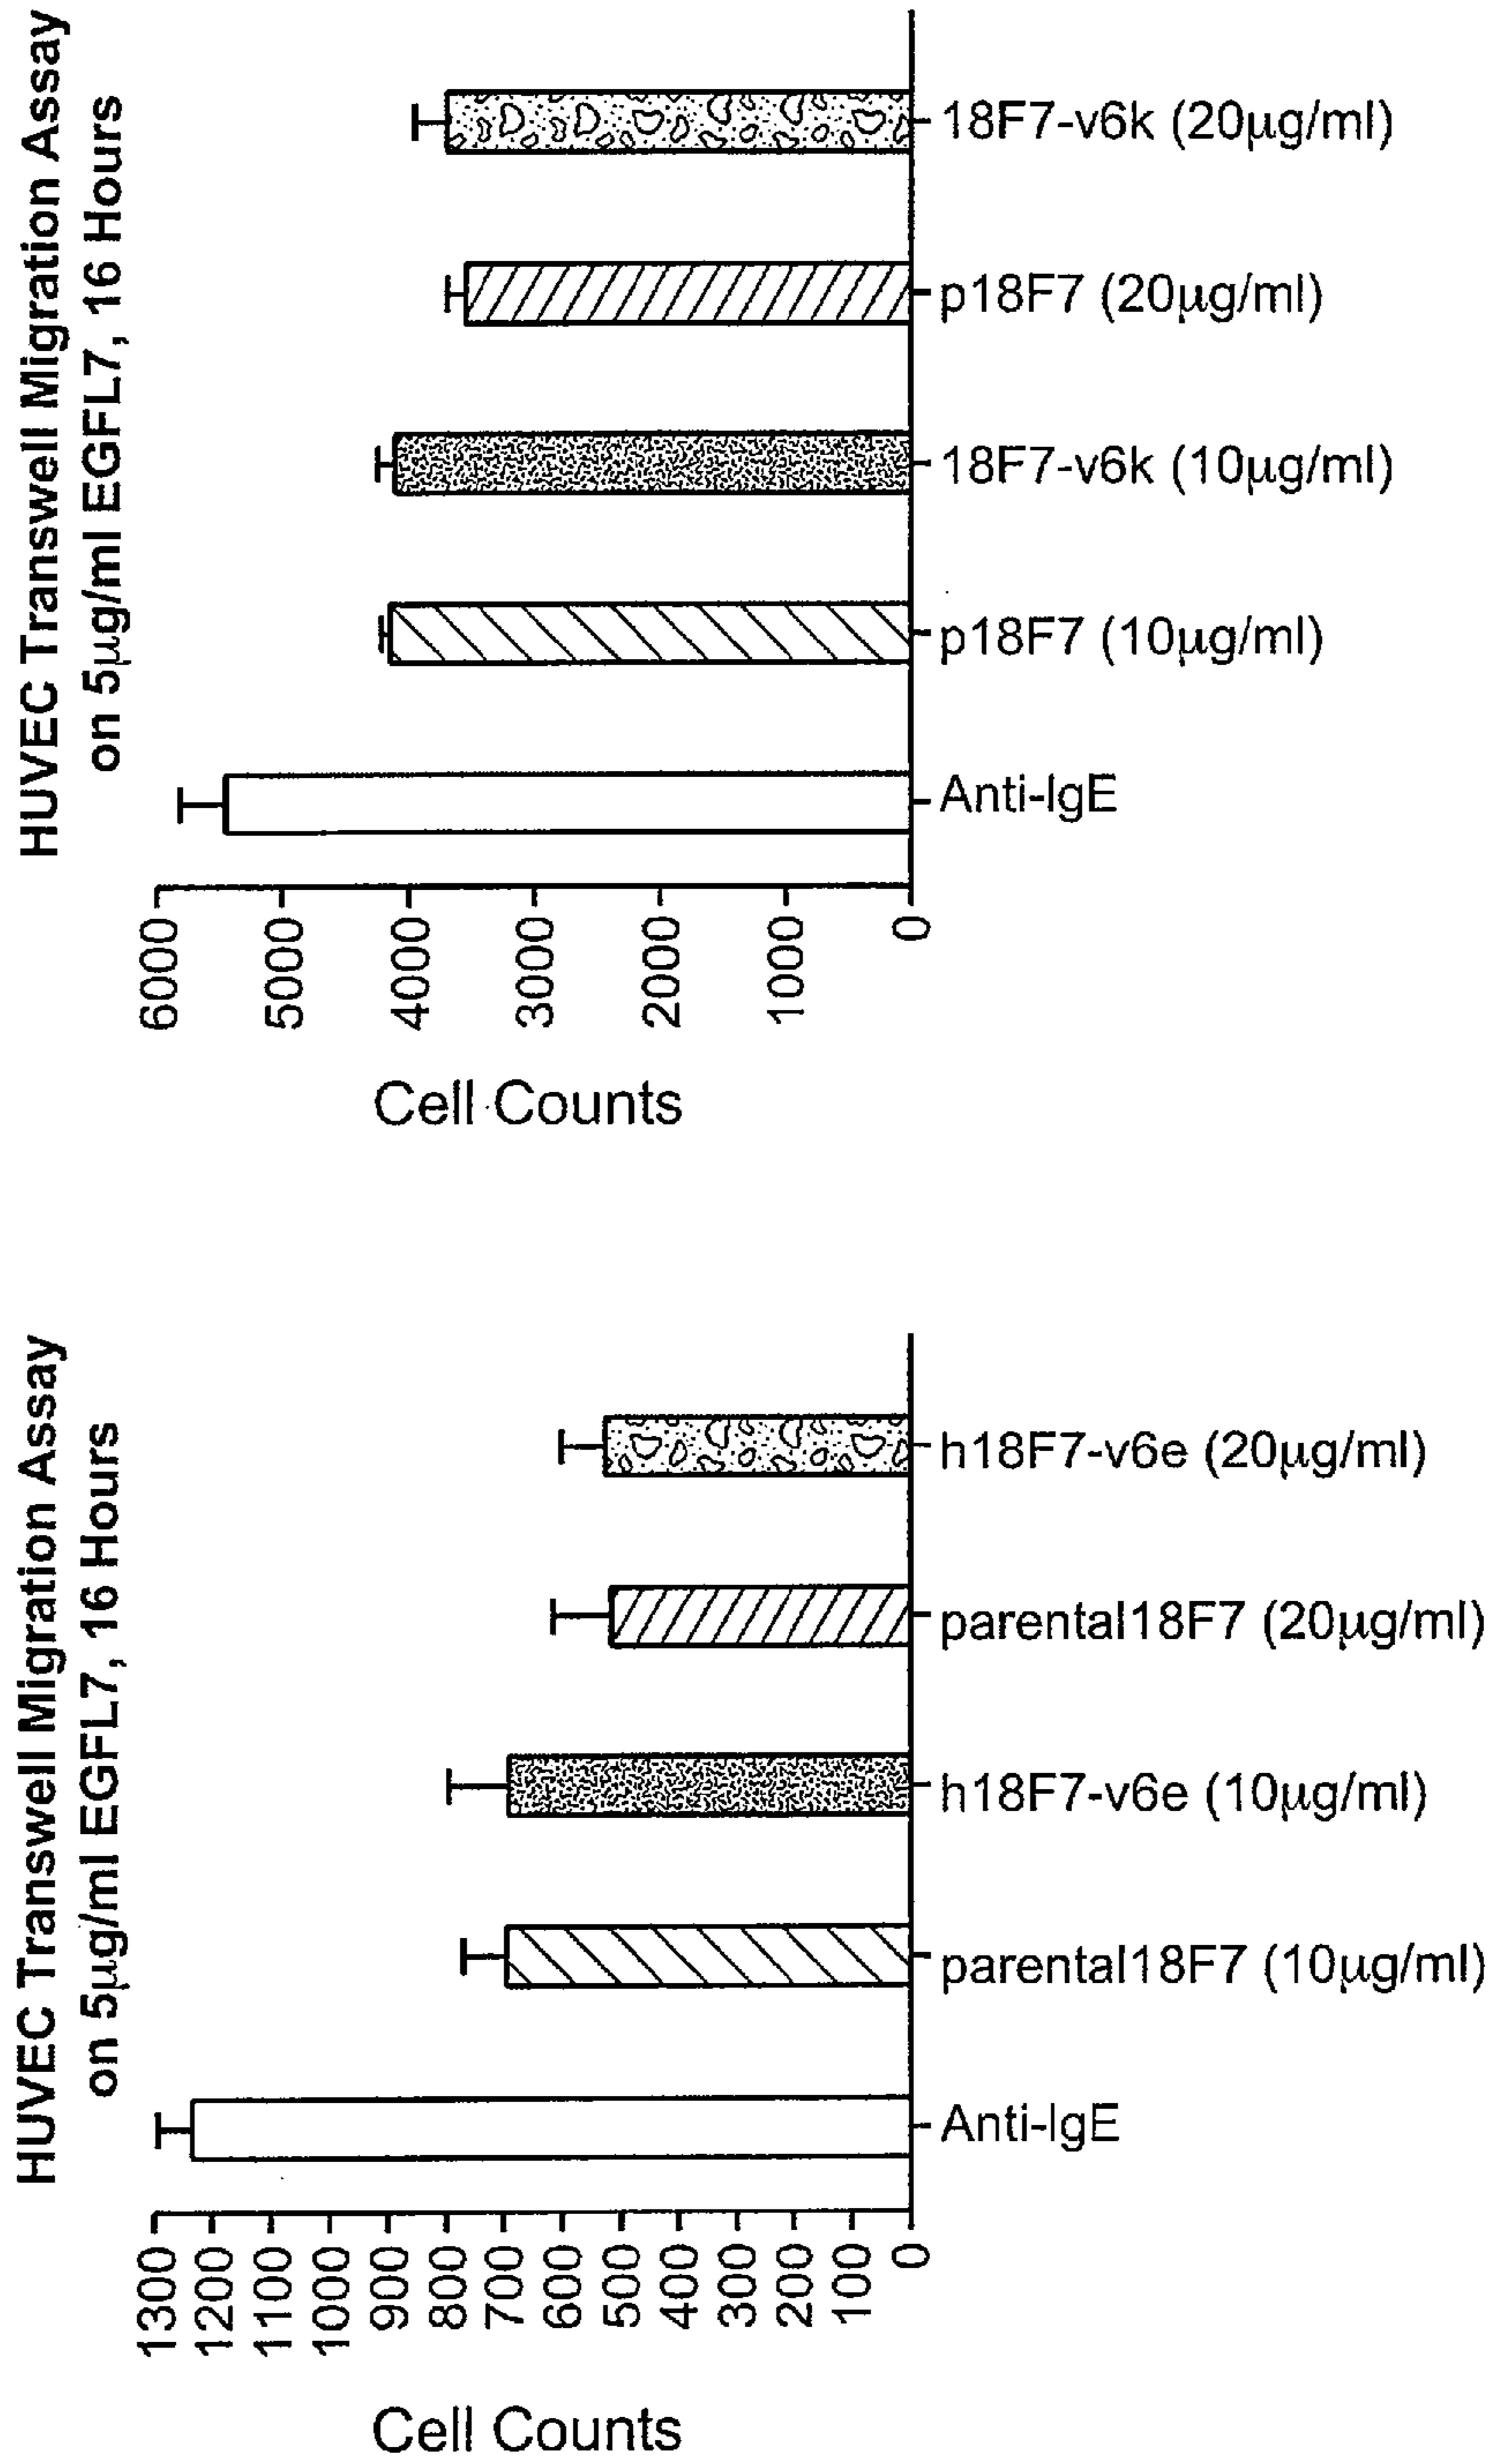 HUVEC Transwel Migration Assay
on 5µg/ml EGFL7, 16 Hours
Cell Counts
1300
1200
1100
1000
900
800
700
600
500
400
300
200
100
0
Anti-IgE
parental18F7 (10µg/ml)
h18F7-v6e (10µg/ml)
parental18F7 (20µg/ml)
h18F7-v6e (20µg/ml)
HUVEC Transwell Migration Assay
on 5µg/ml EGFL7, 16 Hours
Cell Counts
6000
5000
4000
3000
2000
1000
0
Anti-IgE
p18F7 (10µg/ml)
18F7-v6k (10µg/ml)
p18F7 (20µg/ml)
18F7-v6k (20µg/ml)